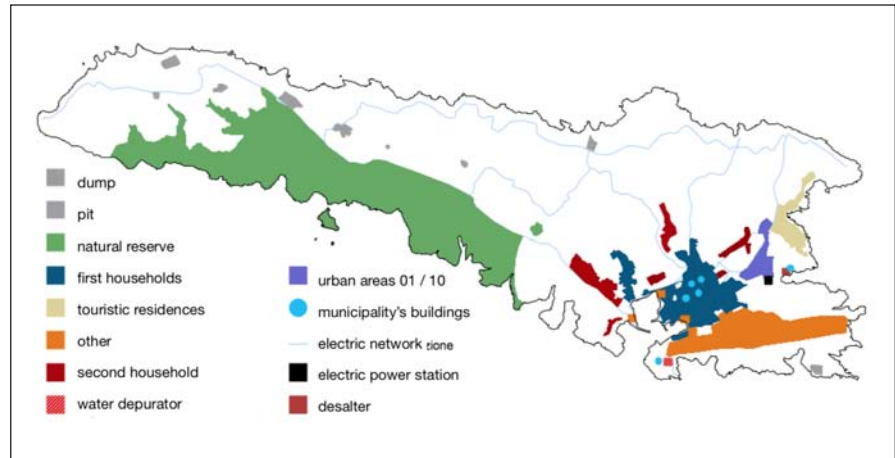 dump
pit
natural reserve
first households
touristic residences
other
second household
water depurator
urban areas 01 / 10
municipality's buildings
electric network :ione
electric power station
desalter